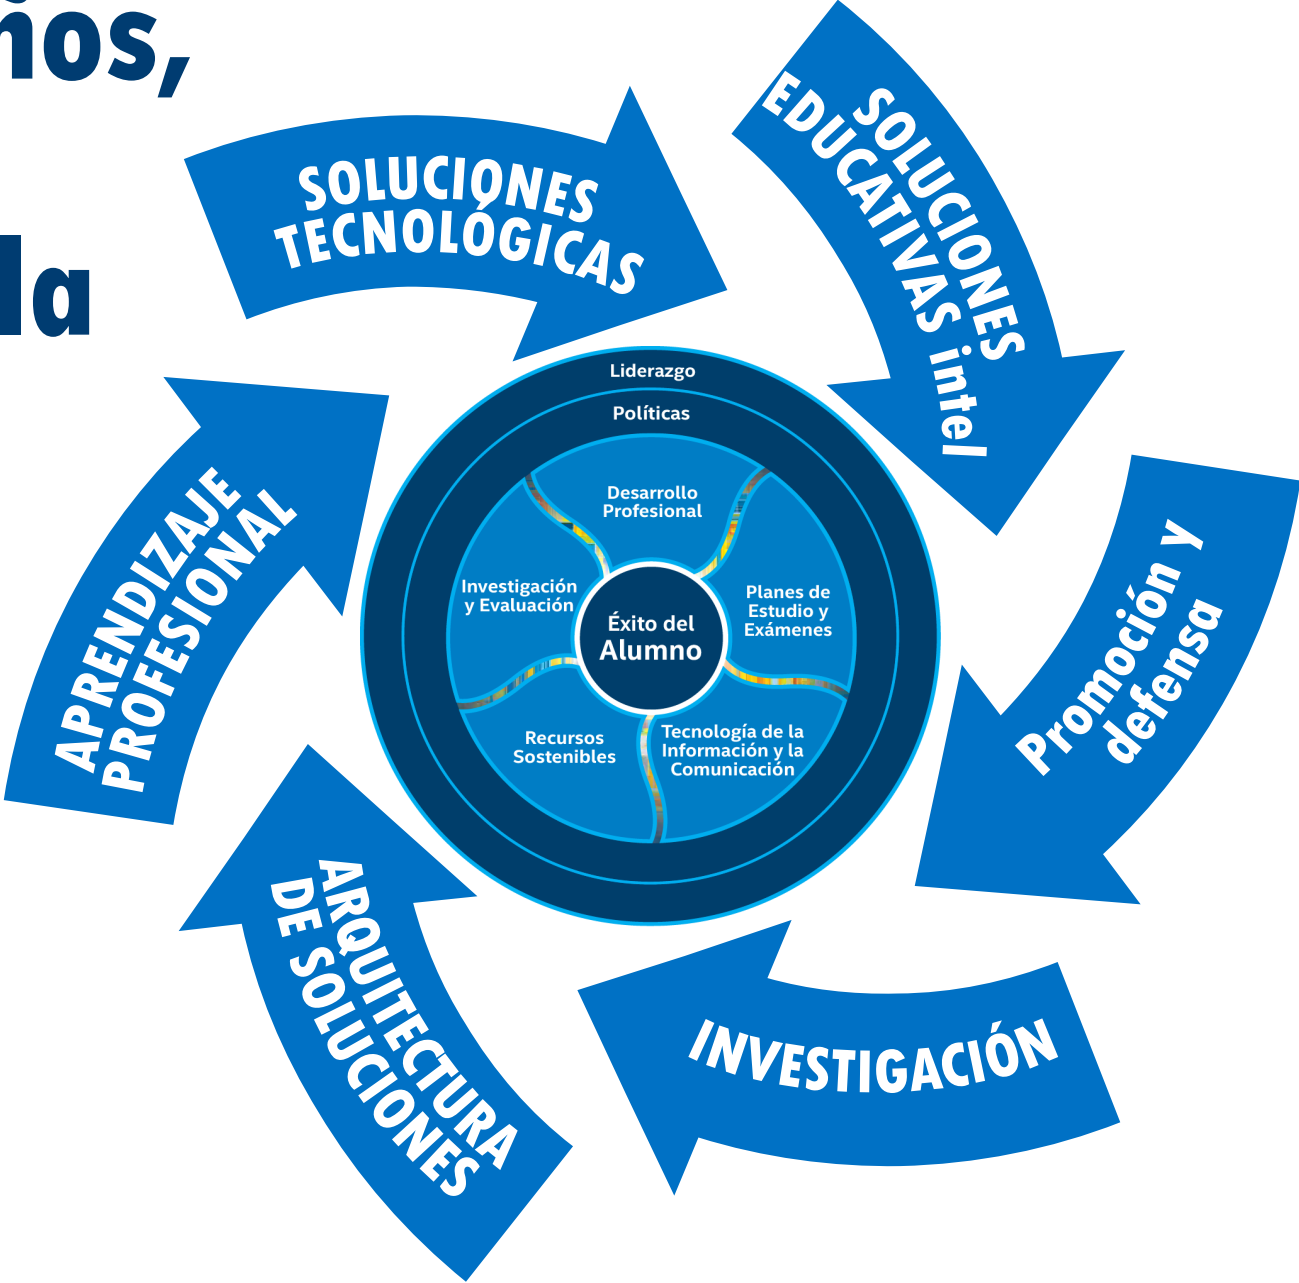 ños,
la
SOLUCIONES
TECNOLÓGICAS
SOLUCIONES
EDUCATIVAS intel
Promoción y
defensa
INVESTIGACIÓN
ARQUITECTURA
DE SOLUCIONES
APRENDIZAJE
PROFESIONAL
Liderazgo
Políticas
Desarrollo
Profesional
Planes de
Estudio y
Exámenes
Tecnología de la
Información y la
Comunicación
Recursos
Sostenibles
Investigación
y Evaluación
Éxito del
Alumno